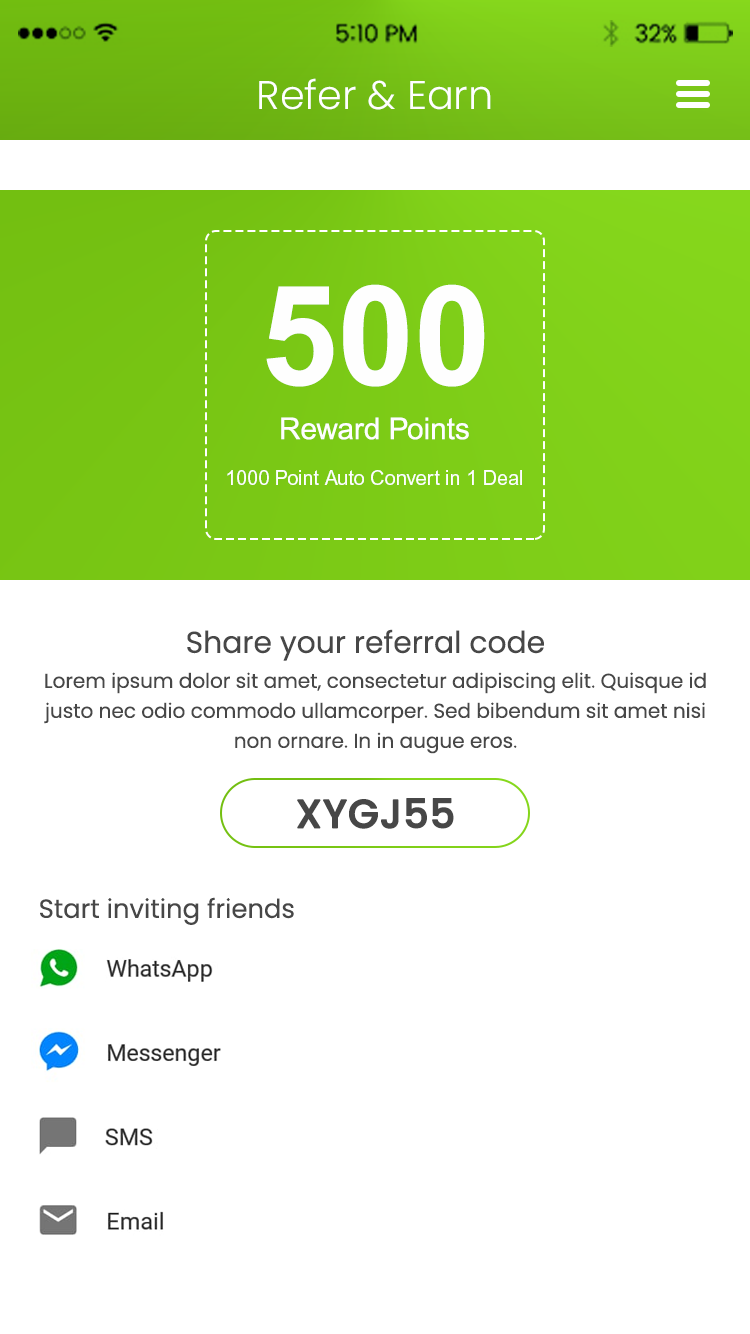 5:10 PM
32%
Refer & Earn
500
Reward Points
1000 Point Auto Convert in 1 Deal
Share your referral code
Lorem ipsum dolor sit amet, consectetur adipiscing elit. Quisque id
justo nec odio commodo ullamcorper. Sed bibendum sit amet nisi
non ornare. In in augue eros.
XYGJ55
Start inviting friends
WhatsApp
Messenger
SMS
Email